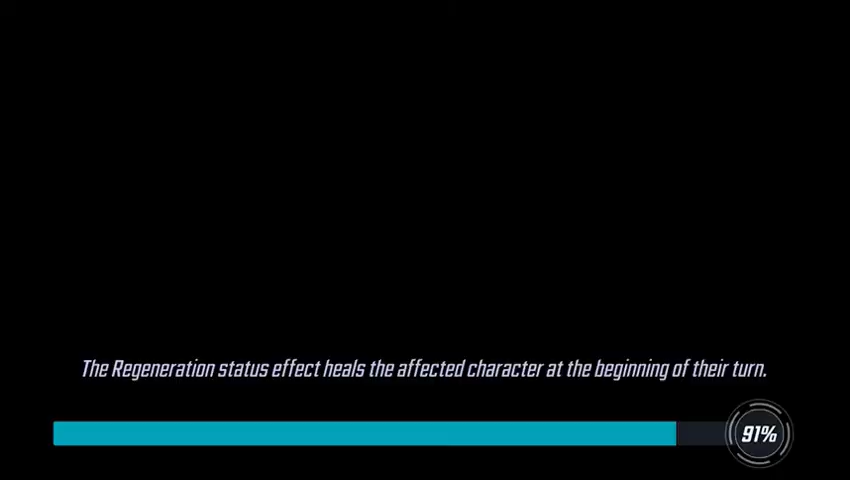 The Regeneration status effect heals the affected character at the beginning of their turn.
91%